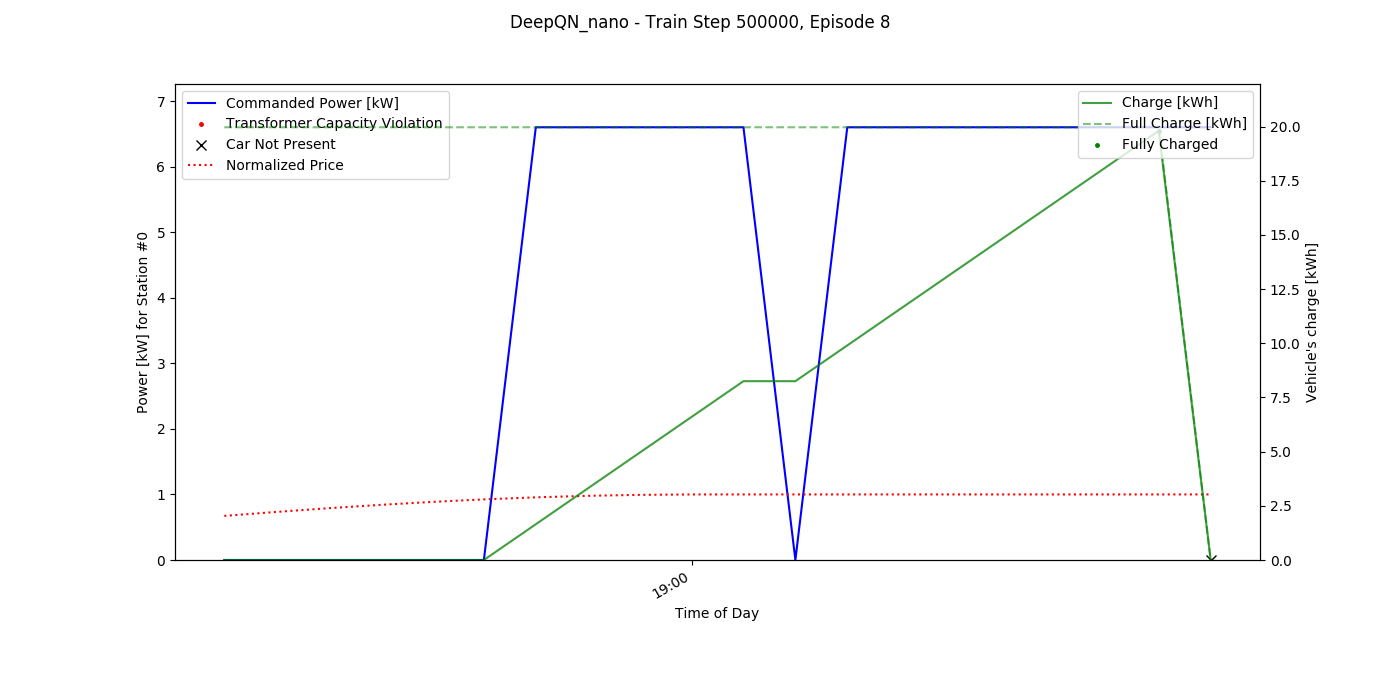 DeepQN_nano - Train Step 500000, Episode 8
Commanded Power [kW]
Transformer Capacity Violation
Car Not Present
Normalized Price
Charge [kWh]
Full Charge [kWh]
Fully Charged
Power [kW] for Station #0
7
6
5
4
3
2
1
0
20.0
17.5
15.0
12.5
10.0
7.5
5.0
2.5
0.0
Vehicle's charge [kWh]
19:00
Time of Day